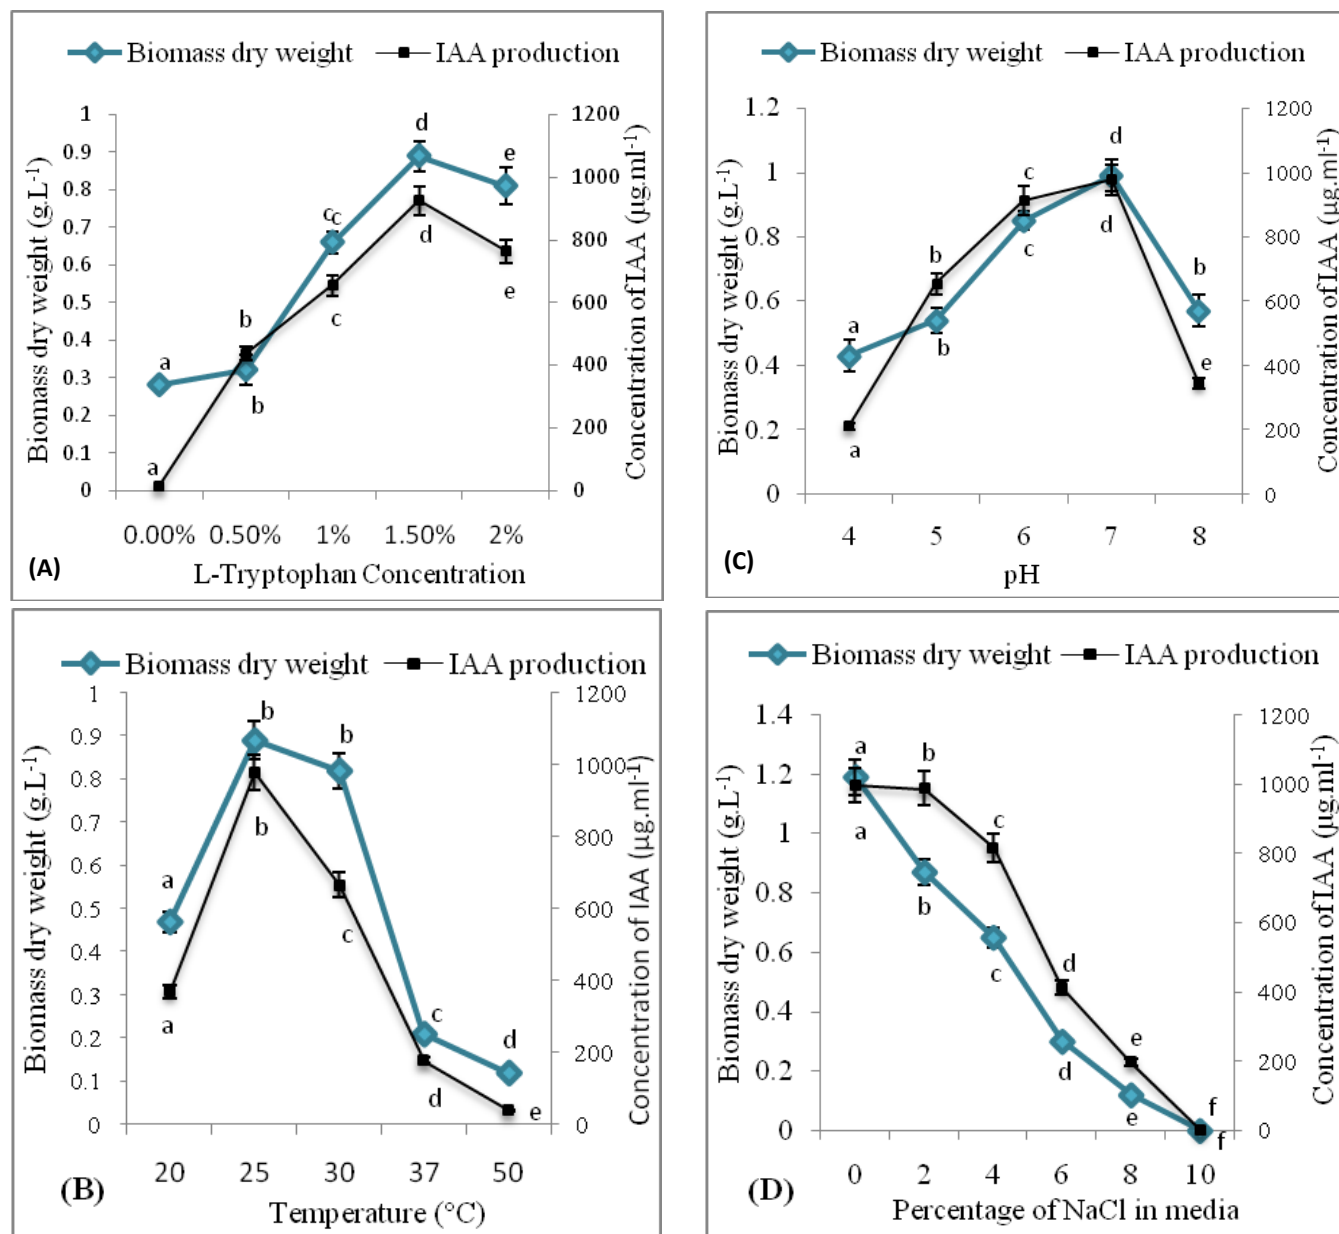 Biomass dry weight IAA production
Biomass dry weight (g.L⁻¹)
1
0.9
0.8
0.7
0.6
0.5
0.4
0.3
0.2
0.1
0
1200
1000
800
600
400
200
0
Concentration of IAA (µg.ml⁻¹)
a b c d e
a b c d e
0.00% 0.50% 1% 1.50% 2%
(A)
L-Tryptophan Concentration
Biomass dry weight IAA production
Biomass dry weight (g.L⁻¹)
1.2
1
0.8
0.6
0.4
0.2
0
1200
1000
800
600
400
200
0
Concentration of IAA (µg.ml⁻¹)
a b c d b
a b c d e
4 5 6 7 8
(C)
pH
Biomass dry weight IAA production
Biomass dry weight (g.L⁻¹)
1
0.9
0.8
0.7
0.6
0.5
0.4
0.3
0.2
0.1
0
1200
1000
800
600
400
200
0
Concentration of IAA (µg.ml⁻¹)
a b b c d
a b c d e
20 25 30 37 50
(B)
Temperature (°C)
Biomass dry weight IAA production
Biomass dry weight (g.L⁻¹)
1.4
1.2
1
0.8
0.6
0.4
0.2
0
1200
1000
800
600
400
200
0
Concentration of IAA (µg.ml⁻¹)
a b c d e f
a b c d e f
0 2 4 6 8 10
(D)
Percentage of NaCl in media